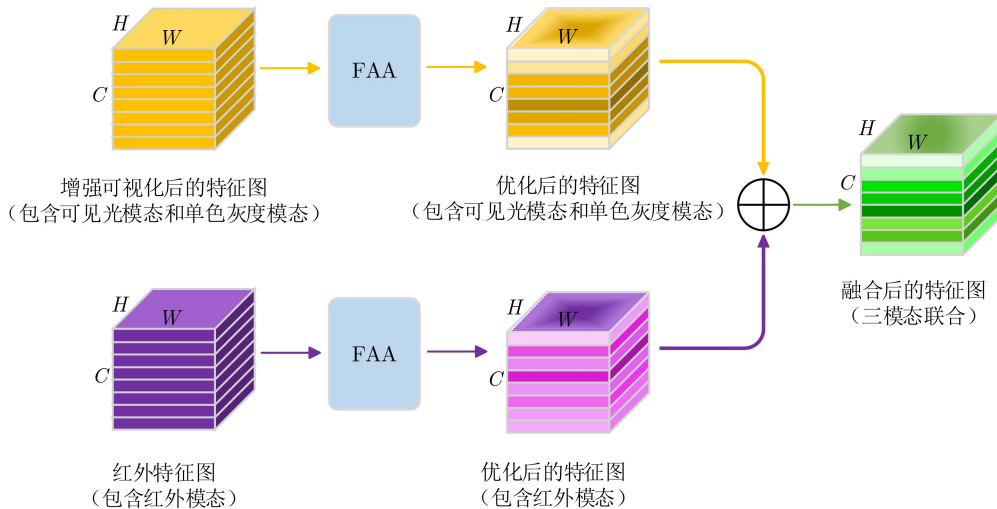 H
W
C
FAA
H
W
C
增强可视化后的特征图
（包含可见光模态和单色灰度模态）
优化后的特征图
（包含可见光模态和单色灰度模态）
H
W
C
融合后的特征图
（三模态联合）
H
W
C
FAA
H
W
C
红外特征图
（包含红外模态）
优化后的特征图
（包含红外模态）